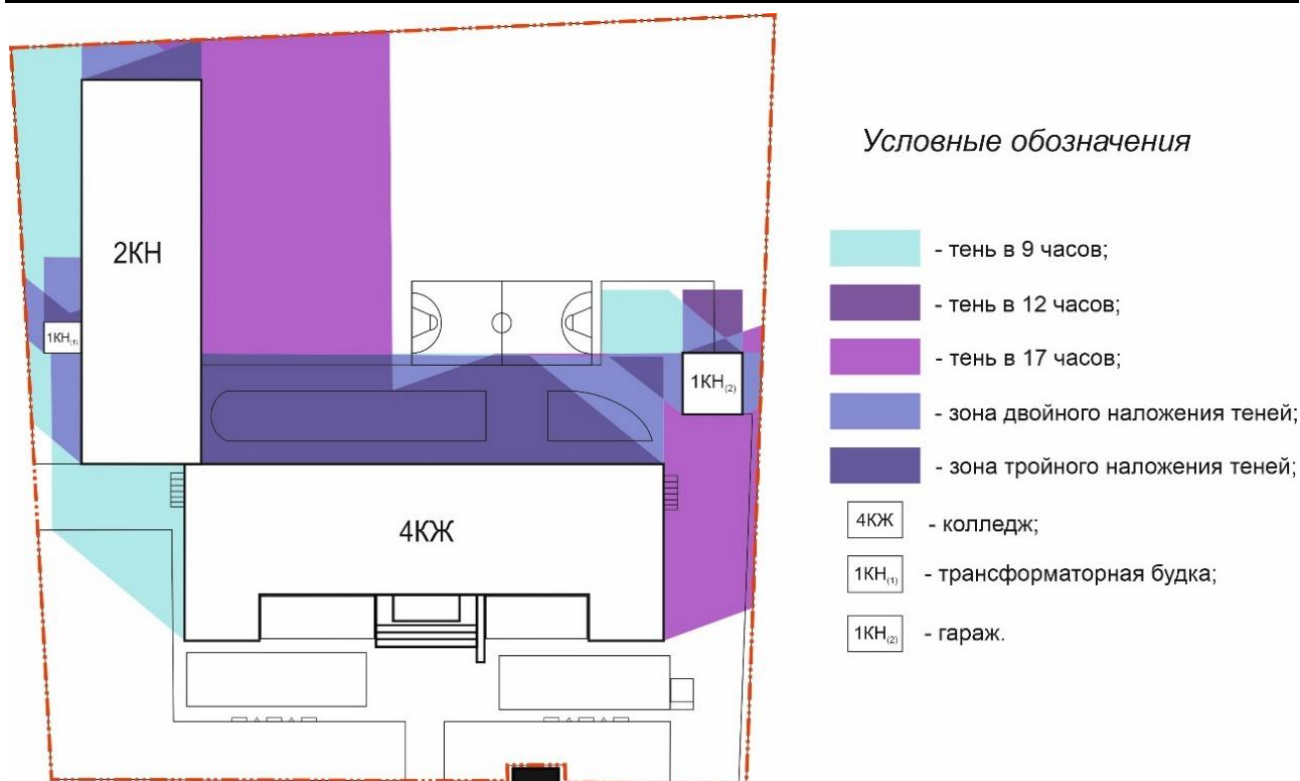 Условные обозначения
2КН
- тень в 9 часов;
- тень в 12 часов;
1КН(1)
- тень в 17 часов;
1КН(2)
- зона двойного наложения теней;
- зона тройного наложения теней;
4КЖ
4КЖ - колледж;
1КН(1) - трансформаторная будка;
1КН(2) - гараж.